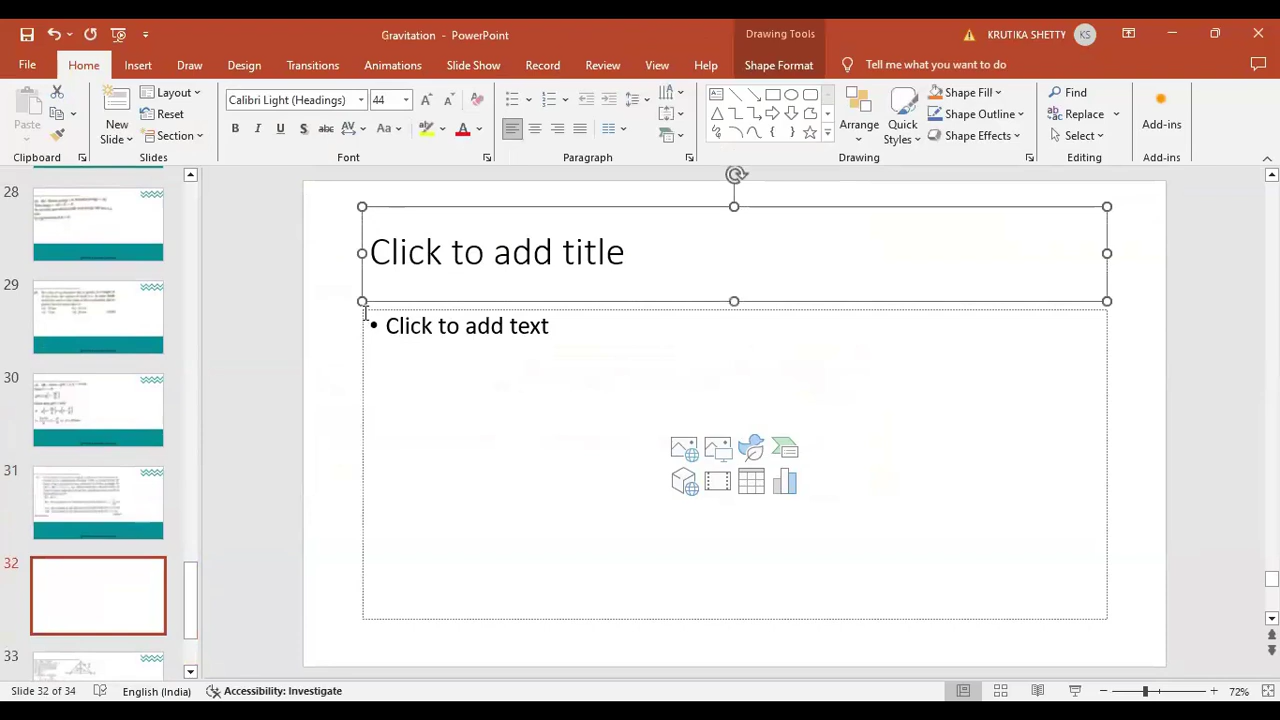 Gravitation - PowerPoint
Drawing Tools
KRUTIKA SHETTY
KS
File
Home
Insert
Draw
Design
Transitions
Animations
Slide Show
Record
Review
View
Help
Shape Format
Tell me what you want to do
Paste
Clipboard
New Slide
Layout
Reset
Section
Slides
Calibri Light (Headings)
44
B I U S abc AV Aa A
Font
Paragraph
Arrange
Quick Styles
Shape Fill
Shape Outline
Shape Effects
Drawing
Find
Replace
Select
Editing
Add-ins
Add-ins
28
29
30
31
32
33
Click to add title
• Click to add text
Slide 32 of 34
English (India)
Accessibility: Investigate
72%